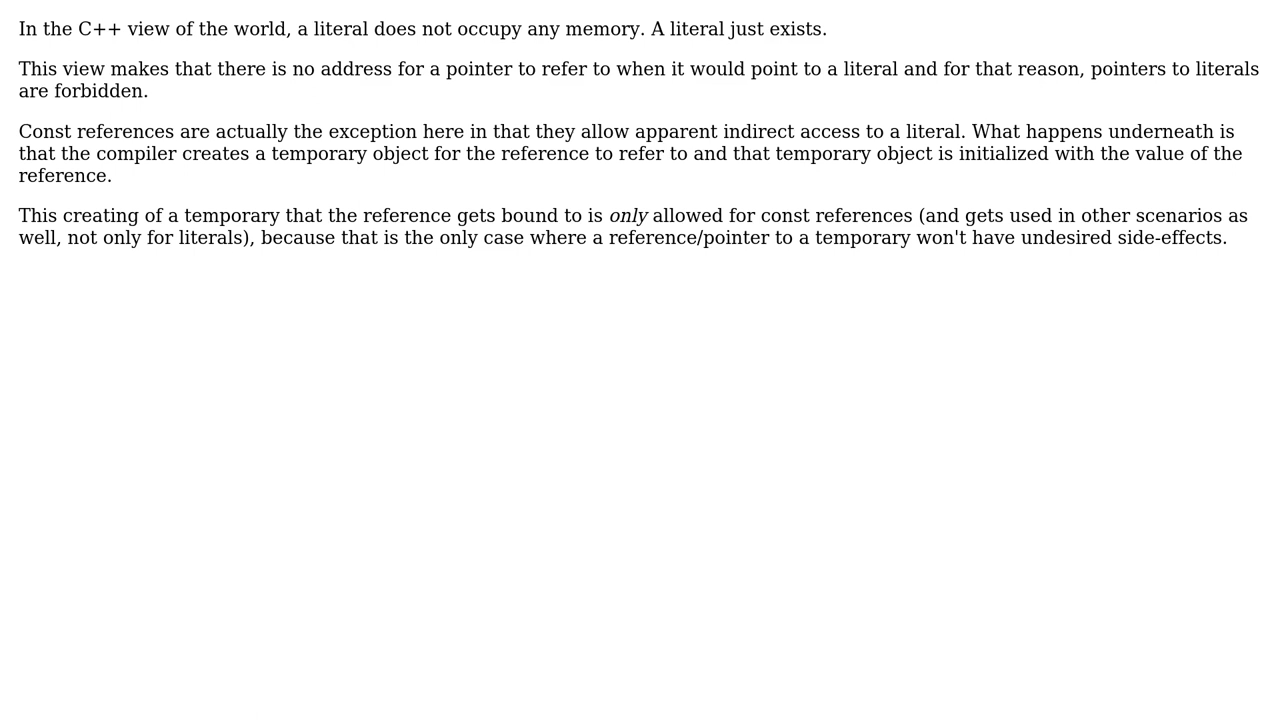 In the C++ view of the world, a literal does not occupy any memory. A literal just exists.
This view makes that there is no address for a pointer to refer to when it would point to a literal and for that reason, pointers to literals
are forbidden.
Const references are actually the exception here in that they allow apparent indirect access to a literal. What happens underneath is
that the compiler creates a temporary object for the reference to refer to and that temporary object is initialized with the value of the
reference.
This creating of a temporary that the reference gets bound to is only allowed for const references (and gets used in other scenarios as
well, not only for literals), because that is the only case where a reference/pointer to a temporary won't have undesired side-effects.